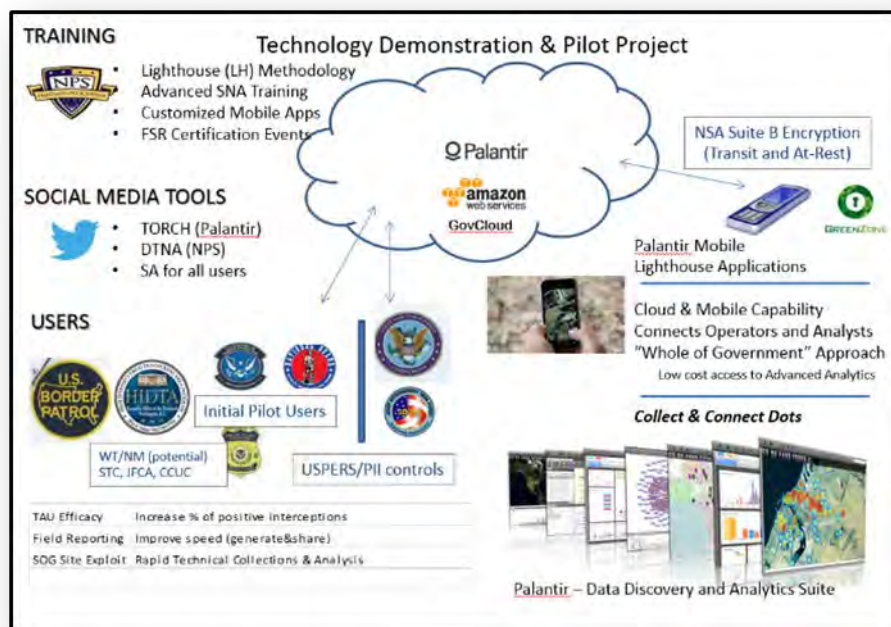 Technology Demonstration & Pilot Project
TRAINING
NPS
• Lighthouse (LH) Methodology
• Advanced SNA Training
• Customized Mobile Apps
• FSR Certification Events
SOCIAL MEDIA TOOLS
• TORCH (Palantir)
• DTNA (NPS)
• SA for all users
Palantir
amazon
web services
GovCloud
NSA Suite B Encryption
(Transit and At-Rest)
GREENZONE
Palantir Mobile
Lighthouse Applications
Cloud & Mobile Capability
Connects Operators and Analysts
"Whole of Government" Approach
Low cost access to Advanced Analytics
Collect & Connect Dots
USERS
U.S.
BORDER
PATROL
HIDTA
Initial Pilot Users
WT/NM (potential)
STC, JFCA, CCUC
USPERS/PII controls
TAU Efficacy Increase % of positive interceptions
Field Reporting Improve speed (generate&share)
SOG Site Exploit Rapid Technical Collections & Analysis
Palantir – Data Discovery and Analytics Suite